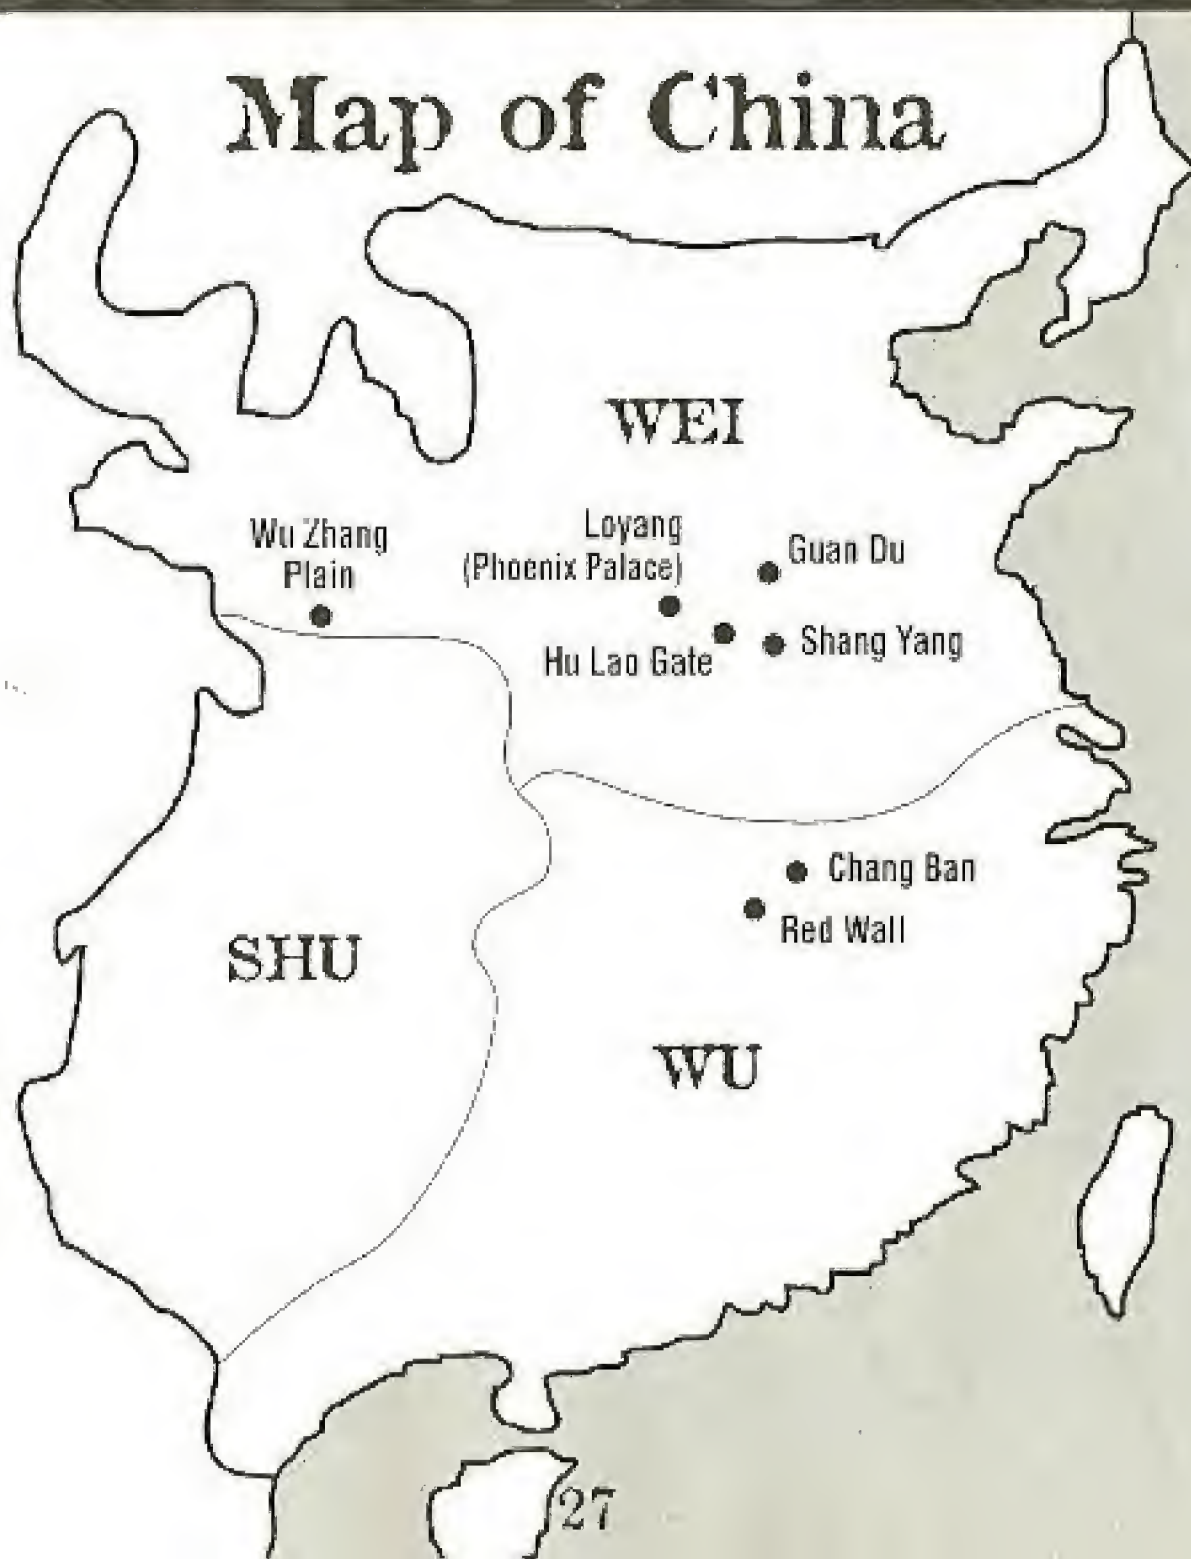 Map of China
WEI
Wu Zhang
Plain
Loyang
(Phoenix Palace)
Guan Du
Hu Lao Gate
Shang Yang
Chang Ban
Red Wall
SHU
WU
27